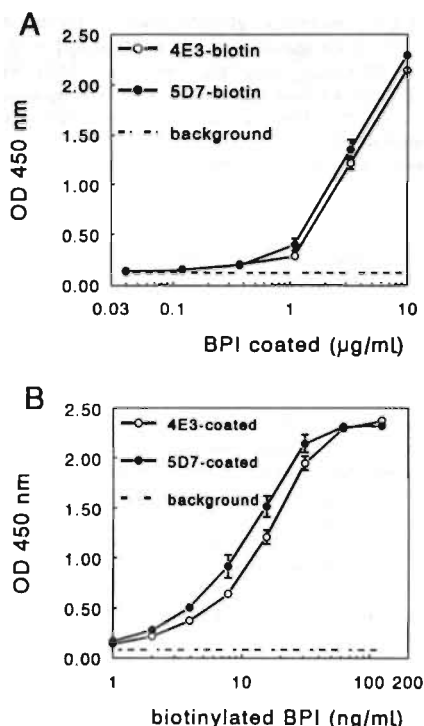 A
2.50
4E3-biotin
2.00
5D7-biotin
1.50
background
1.00
0.50
0.00
OD 450 nm
0.03
0.1
1
10
BPI coated (µg/mL)
B
2.50
4E3-coated
2.00
5D7-coated
1.50
background
1.00
0.50
0.00
OD 450 nm
1
10
100 200
biotinylated BPI (ng/mL)